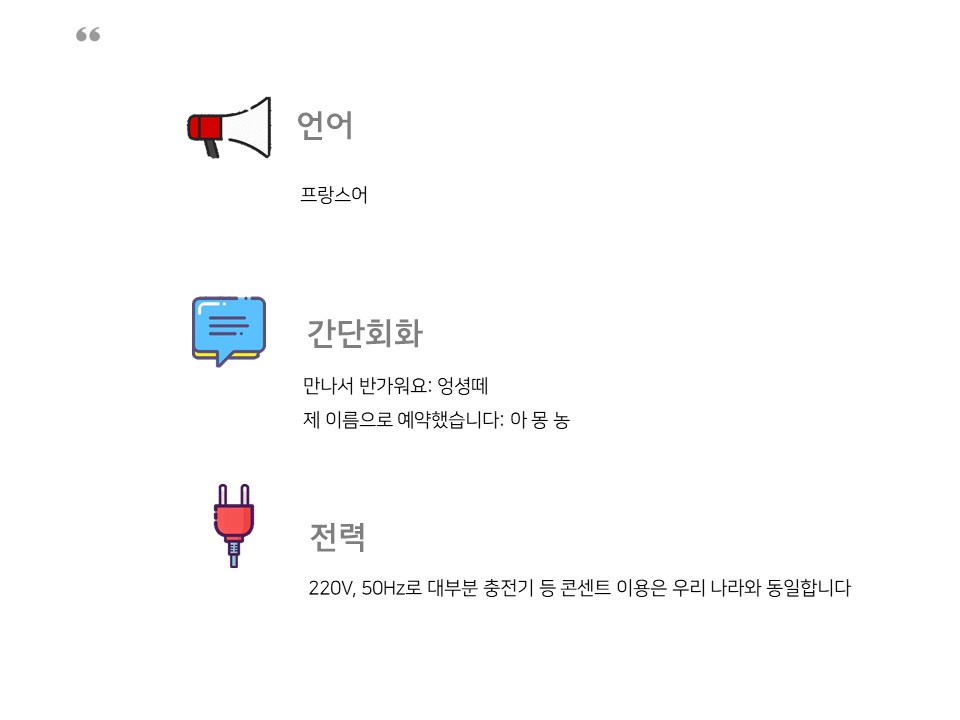 “
언어
프랑스어
간단회화
만나서 반가워요: 엉셩떼
제 이름으로 예약했습니다: 아 몽 농
전력
220V, 50Hz로 대부분 충전기 등 콘센트 이용은 우리 나라와 동일합니다